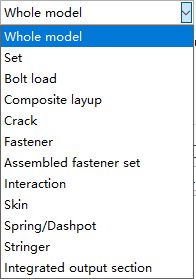 Whole model
Whole model
Set
Bolt load
Composite layup
Crack
Fastener
Assembled fastener set
Interaction
Skin
Spring/Dashpot
Stringer
Integrated output section